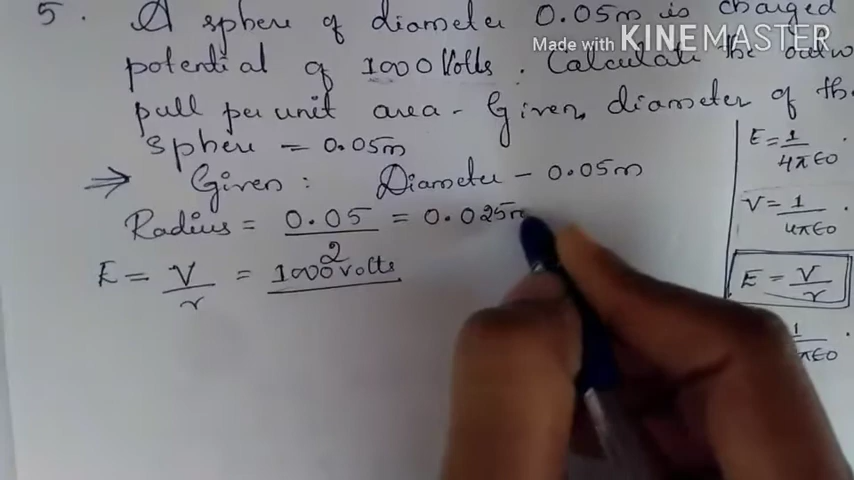 5. A sphere of diameter 0.05m is charged
potential of 1000 Volts. Calculate the
pull per unit area - Given, diameter of
sphere = 0.05m
⇒ Given: Diameter - 0.05m
Radius = 0.05/2 = 0.025m
E = V/r = 1000 volts
E = 1/4πε0 .
V = 1/4πε0 .
E = V/r
Made with KINEMASTER